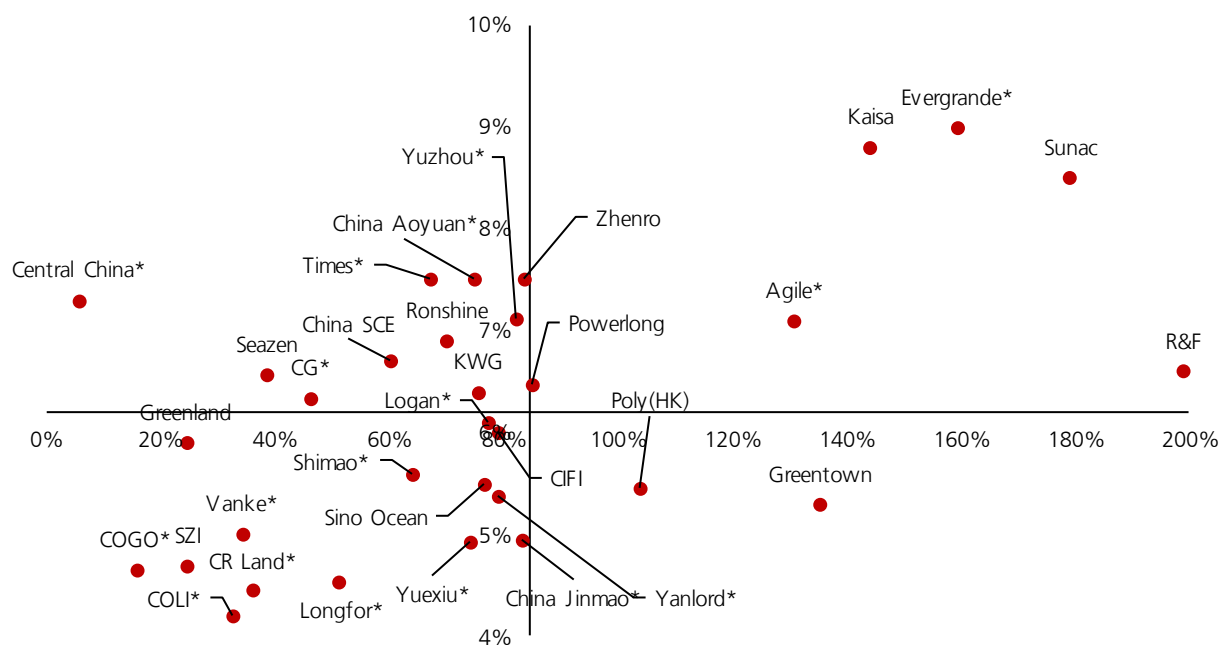 10%
Evergrande*
Kaisa
9%
Sunac
Yuzhou*
China Aoyuan*
8%
Zhenro
Central China*
Times*
Agile*
Ronshine
7%
China SCE
Powerlong
Seazen
R&F
CG*
KWG
Logan*
Poly(HK)
Greenland
6%
0%
20%
40%
60%
80%
100%
120%
140%
160%
180%
200%
Shimao*
CIFI
Greentown
Vanke*
Sino Ocean
COGO*
SZI
5%
CR Land*
COLI*
Longfor*
Yuexiu*
China Jinmao*
Yanlord*
4%